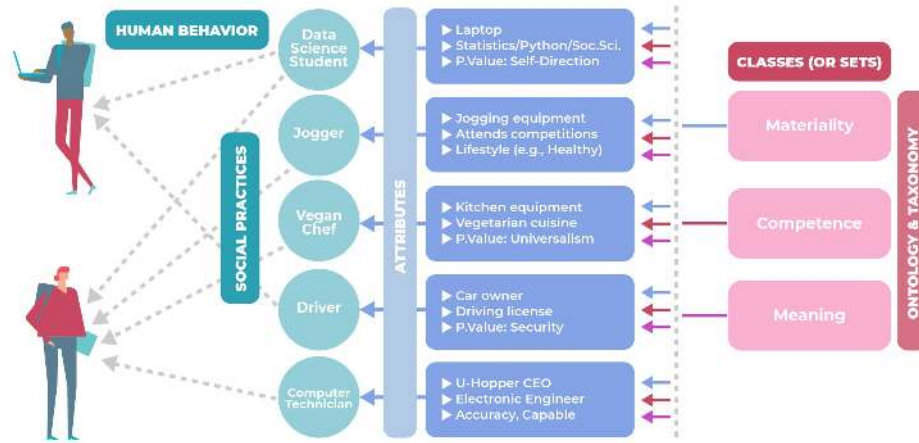 HUMAN BEHAVIOR
SOCIAL PRACTICES
Data
Science
Student
Jogger
Vegan
Chef
Driver
Computer
Technician
ATTRIBUTES
Laptop
Statistics/Python/Soc.Sci.
P.Value: Self-Direction
Jogging equipment
Attends competitions
Lifestyle (e.g., Healthy)
Kitchen equipment
Vegetarian cuisine
P.Value: Universalism
Car owner
Driving license
P.Value: Security
U-Hopper CEO
Electronic Engineer
Accuracy, Capable
CLASSES (OR SETS)
Materiality
Competence
Meaning
ONTOLOGY & TAXONOMY